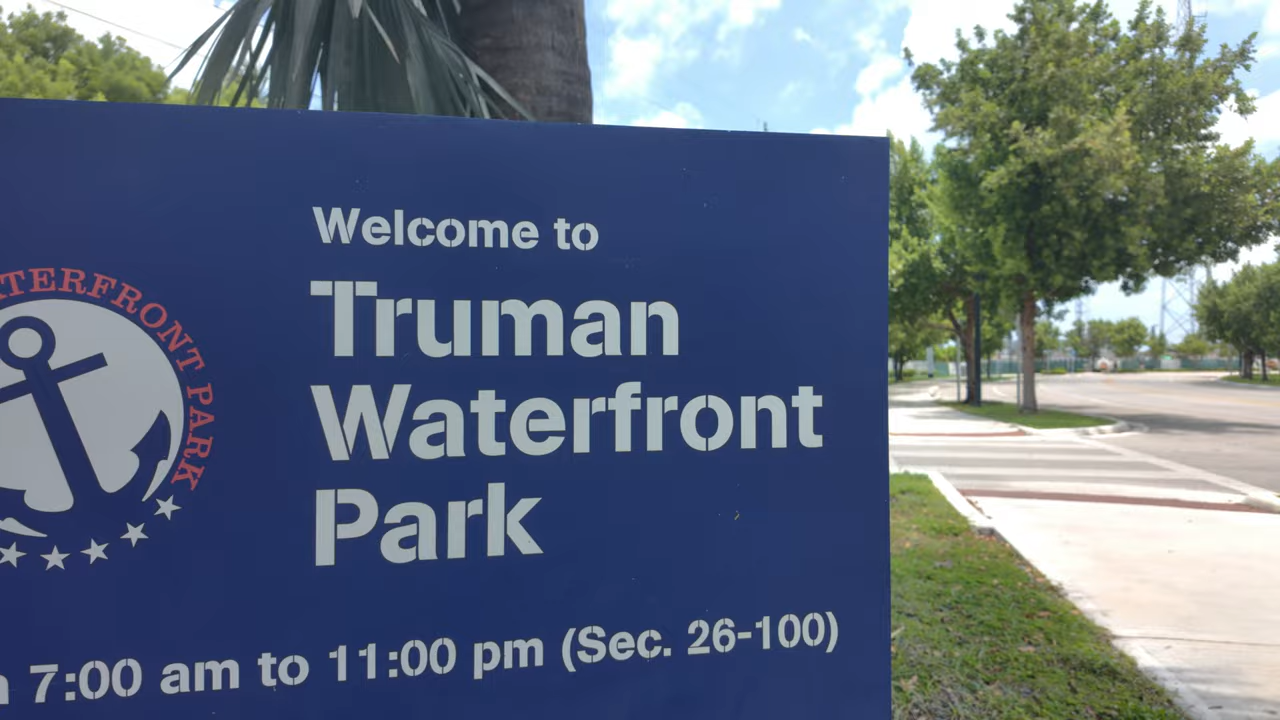 Welcome to
Truman
Waterfront
Park
TERFRONT PARK
7:00 am to 11:00 pm (Sec. 26-100)